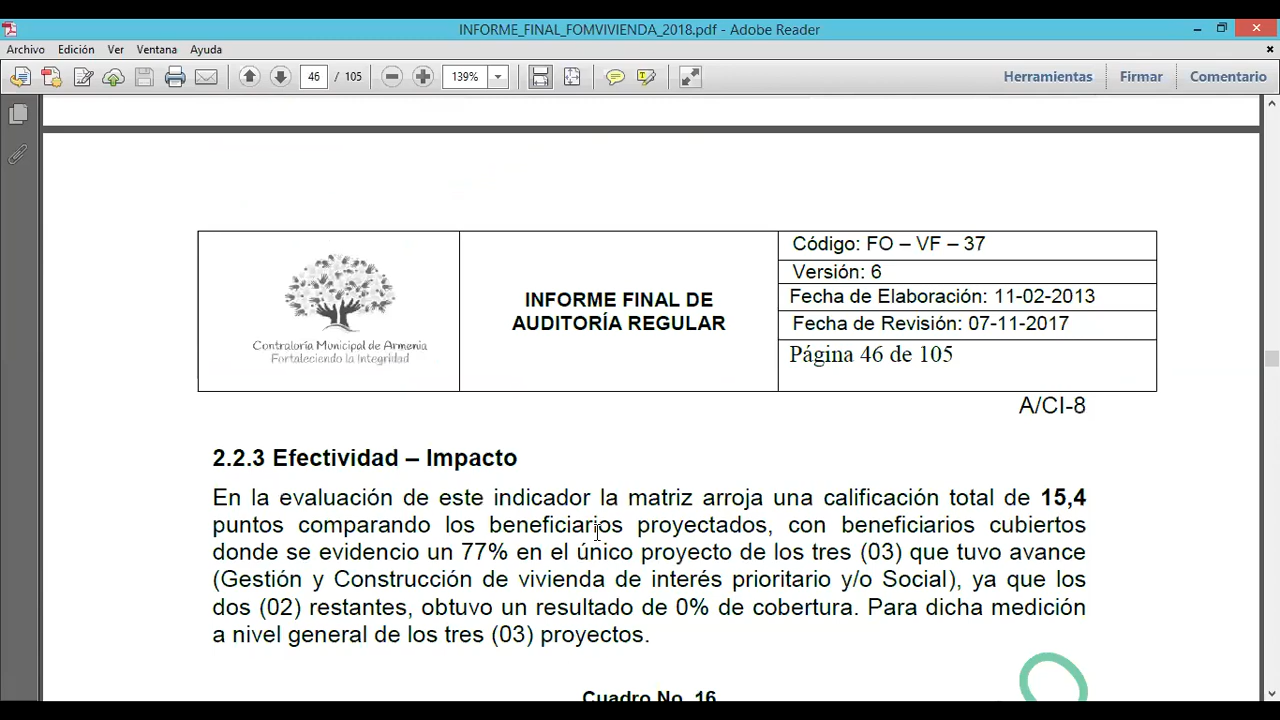 INFORME_FINAL_FOMVIVIENDA_2018.pdf - Adobe Reader
Archivo Edición Ver Ventana Ayuda
46 / 105 139% Herramientas Firmar Comentario
Código: FO – VF – 37
Versión: 6
INFORME FINAL DE
AUDITORÍA REGULAR
Fecha de Elaboración: 11-02-2013
Fecha de Revisión: 07-11-2017
Contraloría Municipal de Armenia
Fortaleciendo la Integridad
Página 46 de 105
A/CI-8
2.2.3 Efectividad – Impacto
En la evaluación de este indicador la matriz arroja una calificación total de 15,4
puntos comparando los beneficiarios proyectados, con beneficiarios cubiertos
donde se evidencio un 77% en el único proyecto de los tres (03) que tuvo avance
(Gestión y Construcción de vivienda de interés prioritario y/o Social), ya que los
dos (02) restantes, obtuvo un resultado de 0% de cobertura. Para dicha medición
a nivel general de los tres (03) proyectos.
Cuadro No. 16